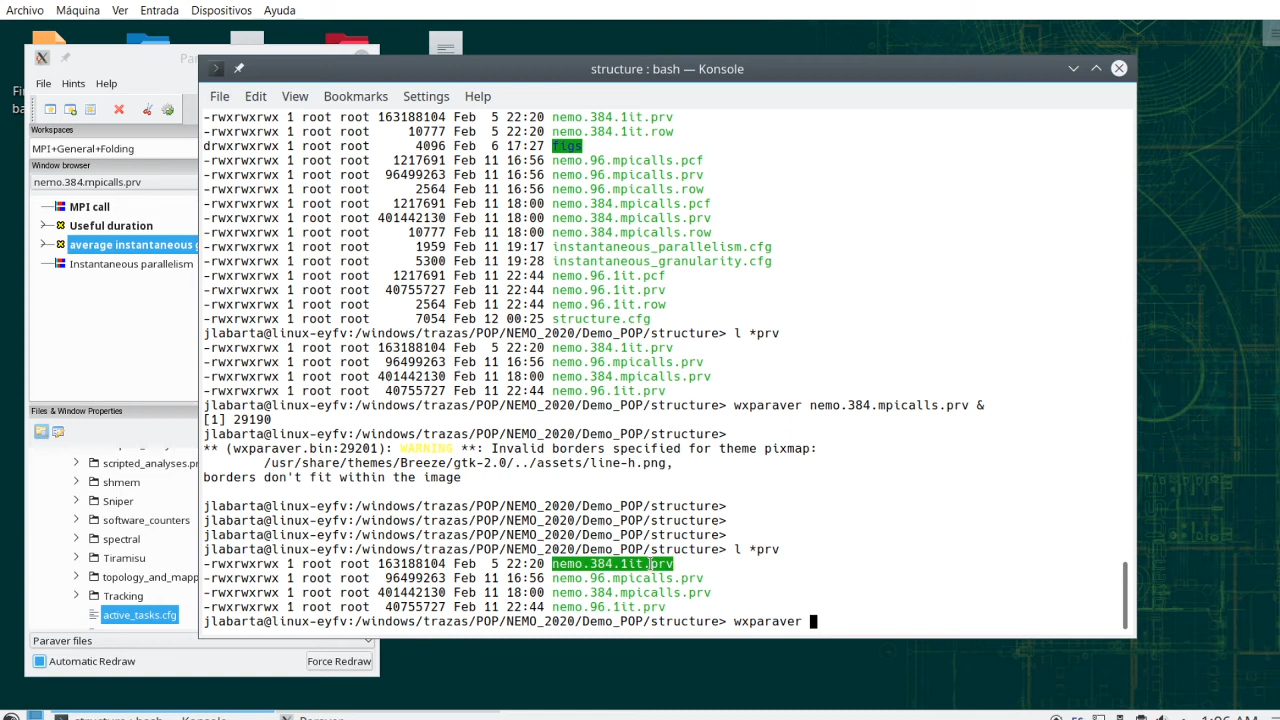 Archivo Máquina Ver Entrada Dispositivos Ayuda
structure : bash — Konsole
File Hints Help
Workspaces
MPI+General+Folding
Window browser
nemo.384.mpicalls.prv
MPI call
Useful duration
average instantaneous
Instantaneous parallelism
Files & Window Properties
scripted_analyses.pr
shmem
Sniper
software_counters
spectral
Tiramisu
topology_and_mapp
Tracking
active_tasks.cfg
Paraver files
Automatic Redraw Force Redraw
File Edit View Bookmarks Settings Help
-rwxrwxrwx 1 root root 163188104 Feb 5 22:20 nemo.384.1it.prv
-rwxrwxrwx 1 root root 10777 Feb 5 22:20 nemo.384.1it.row
drwxrwxrwx 1 root root 4096 Feb 6 17:27 figs
-rwxrwxrwx 1 root root 1217691 Feb 11 16:56 nemo.96.mpicalls.pcf
-rwxrwxrwx 1 root root 96499263 Feb 11 16:56 nemo.96.mpicalls.prv
-rwxrwxrwx 1 root root 2564 Feb 11 16:56 nemo.96.mpicalls.row
-rwxrwxrwx 1 root root 1217691 Feb 11 18:00 nemo.384.mpicalls.pcf
-rwxrwxrwx 1 root root 401442130 Feb 11 18:00 nemo.384.mpicalls.prv
-rwxrwxrwx 1 root root 10777 Feb 11 18:00 nemo.384.mpicalls.row
-rwxrwxrwx 1 root root 1959 Feb 11 19:17 instantaneous_parallelism.cfg
-rwxrwxrwx 1 root root 5300 Feb 11 19:28 instantaneous_granularity.cfg
-rwxrwxrwx 1 root root 1217691 Feb 11 22:44 nemo.96.1it.pcf
-rwxrwxrwx 1 root root 40755727 Feb 11 22:44 nemo.96.1it.prv
-rwxrwxrwx 1 root root 2564 Feb 11 22:44 nemo.96.1it.row
-rwxrwxrwx 1 root root 7054 Feb 12 00:25 structure.cfg
jlabarta@linux-eyfv:/windows/trazas/POP/NEMO_2020/Demo_POP/structure> l *prv
-rwxrwxrwx 1 root root 163188104 Feb 5 22:20 nemo.384.1it.prv
-rwxrwxrwx 1 root root 96499263 Feb 11 16:56 nemo.96.mpicalls.prv
-rwxrwxrwx 1 root root 401442130 Feb 11 18:00 nemo.384.mpicalls.prv
-rwxrwxrwx 1 root root 40755727 Feb 11 22:44 nemo.96.1it.prv
jlabarta@linux-eyfv:/windows/trazas/POP/NEMO_2020/Demo_POP/structure> wxparaver nemo.384.mpicalls.prv &
[1] 29190
jlabarta@linux-eyfv:/windows/trazas/POP/NEMO_2020/Demo_POP/structure>
** (wxparaver.bin:29201): WARNING **: Invalid borders specified for theme pixmap:
/usr/share/themes/Breeze/gtk-2.0/../assets/line-h.png,
borders don't fit within the image
jlabarta@linux-eyfv:/windows/trazas/POP/NEMO_2020/Demo_POP/structure>
jlabarta@linux-eyfv:/windows/trazas/POP/NEMO_2020/Demo_POP/structure>
jlabarta@linux-eyfv:/windows/trazas/POP/NEMO_2020/Demo_POP/structure>
jlabarta@linux-eyfv:/windows/trazas/POP/NEMO_2020/Demo_POP/structure> l *prv
-rwxrwxrwx 1 root root 163188104 Feb 5 22:20 nemo.384.1it.prv
-rwxrwxrwx 1 root root 96499263 Feb 11 16:56 nemo.96.mpicalls.prv
-rwxrwxrwx 1 root root 401442130 Feb 11 18:00 nemo.384.mpicalls.prv
-rwxrwxrwx 1 root root 40755727 Feb 11 22:44 nemo.96.1it.prv
jlabarta@linux-eyfv:/windows/trazas/POP/NEMO_2020/Demo_POP/structure> wxparaver
structure : bash — Konsole Paraver 1:06 AM